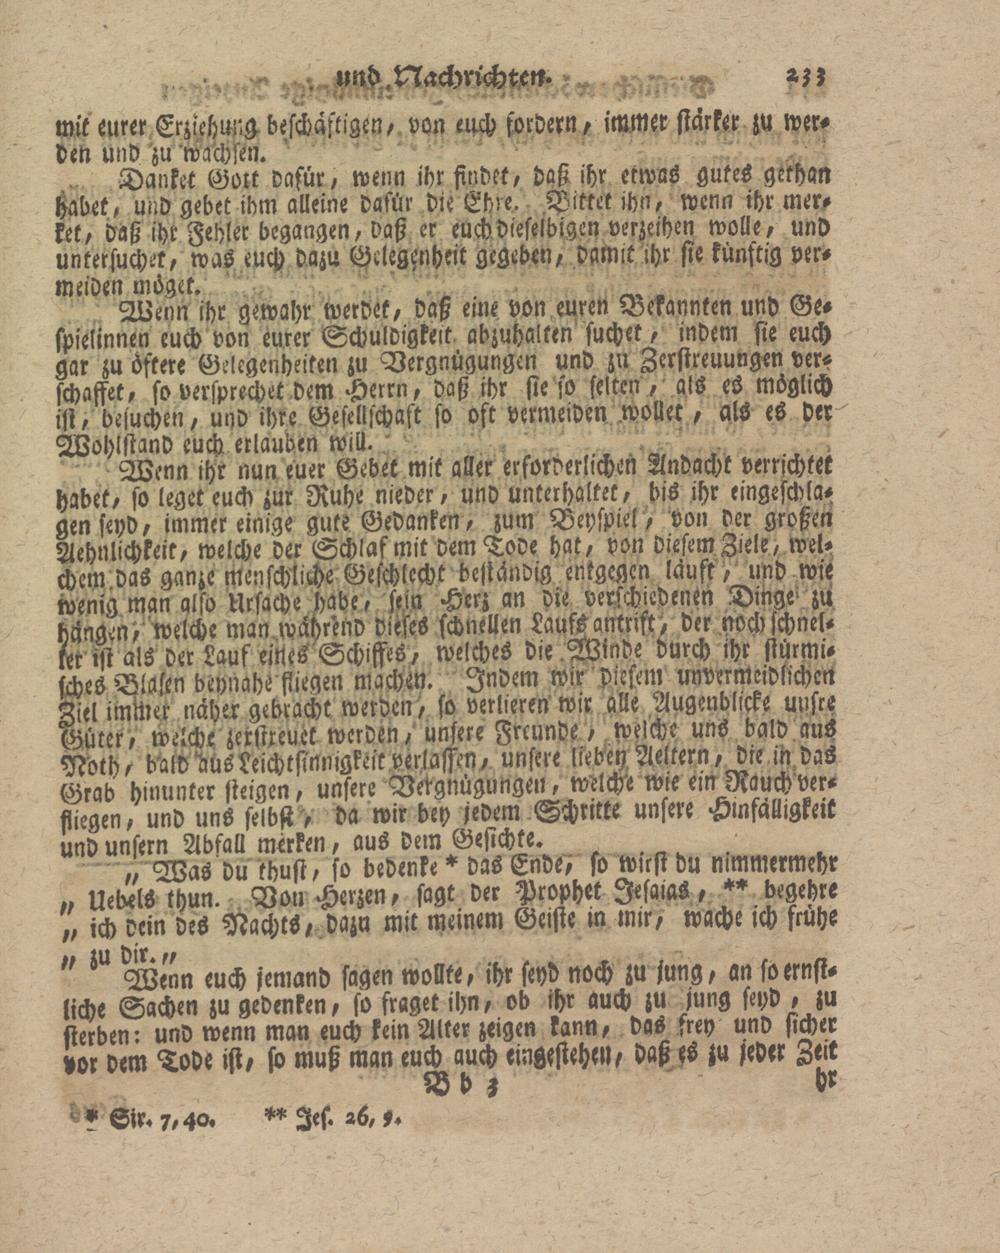 und Nachrichten. 233
mit eurer Erziehung beschäftigen, von euch fordern, immer stärker zu wer-
den und zu wachsen.
Danket Gott dafür, wenn ihr findet, daß ihr etwas gutes gethan
habet, und gebet ihm alleine dafür die Ehre. Bittet ihn, wenn ihr mer-
ket, daß ihr Fehler begangen, daß er euch dieselbigen verzeihen wolle, und
untersuchet, was euch dazu Gelegenheit gegeben, damit ihr sie künftig ver-
meiden möget.
Wenn ihr gewahr werdet, daß eine von euren Bekannten und Ge-
spielinnen euch von eurer Schuldigkeit abzuhalten suchet, indem sie euch
gar zu öftere Gelegenheiten zu Vergnügungen und zu Zerstreuungen ver-
schaffet, so versprechet dem Herrn, daß ihr sie so selten, als es möglich
ist, besuchen, und ihre Gesellschaft so oft vermeiden wollet, als es der
Wohlstand euch erlauben will.
Wenn ihr nun euer Gebet mit aller erforderlichen Andacht verrichtet
habet, so leget euch zur Ruhe nieder, und unterhaltet, bis ihr eingeschla-
gen seyd, immer einige gute Gedanken, zum Beyspiel, von der großen
Aehnlichkeit, welche der Schlaf mit dem Tode hat, von diesem Ziele, wel-
chem das ganze menschliche Geschlecht beständig entgegen läuft, und wie
wenig man also Ursache habe, sein Herz an die verschiedenen Dinge zu
hängen, welche man während dieses schnellen Laufs antrift, der noch schnel-
ler ist als der Lauf eines Schiffes, welches die Winde durch ihr stürmi-
sches Blasen beynahe fliegen machen. Indem wir diesem unvermeidlichen
Ziel immer näher gebracht werden, so verlieren wir alle Augenblicke unsre
Güter, welche zerstreuet werden, unsere Freunde, welche uns bald aus
Noth, bald aus Leichtsinnigkeit verlassen, unsere lieben Aeltern, die in das
Grab hinunter steigen, unsere Vergnügungen, welche wie ein Rauch ver-
fliegen, und uns selbst, da wir bey jedem Schritte unsere Hinfälligkeit
und unsern Abfall merken, aus dem Gesichte.
„ Was du thust, so bedenke * das Ende, so wirst du nimmermehr
„ Uebels thun. Von Herzen, sagt der Prophet Jesaias, ** begehre
„ ich dein des Nachts, dazu mit meinem Geiste in mir, wache ich frühe
„ zu dir.„
Wenn euch jemand sagen wollte, ihr seyd noch zu jung, an so ernst-
liche Sachen zu gedenken, so fraget ihn, ob ihr auch zu jung seyd, zu
sterben: und wenn man euch kein Alter zeigen kann, das frey und sicher
vor dem Tode ist, so muß man euch auch eingestehen, daß es zu jeder Zeit
B b 3 hr
* Sir. 7, 40. ** Jes. 26, 9.